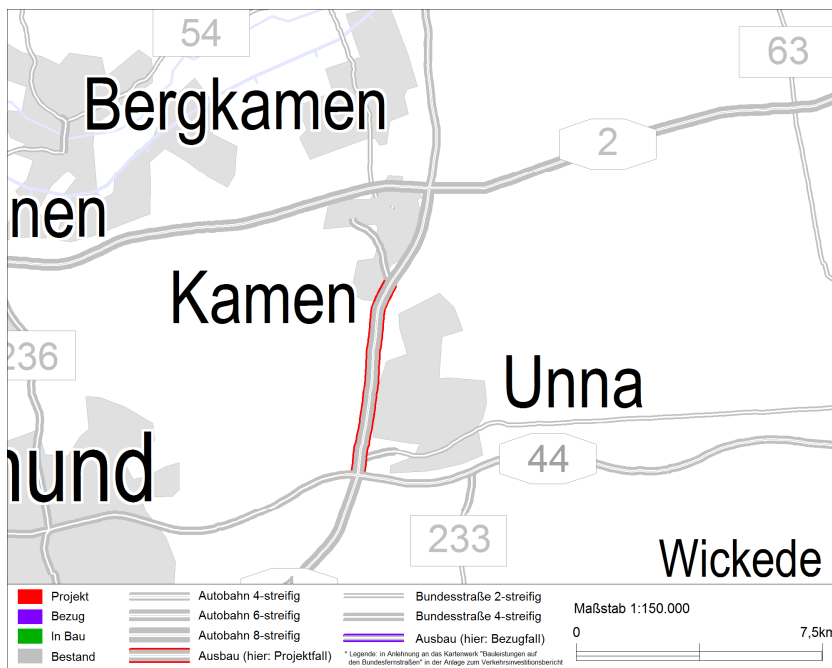 54
63
Bergkamen
2
nen
Kamen
236
Unna
44
mund
233
Wickede
1
Projekt
Bezug
In Bau
Bestand
Autobahn 4-streifig
Autobahn 6-streifig
Autobahn 8-streifig
Ausbau (hier: Projektfall)
Bundesstraße 2-streifig
Bundesstraße 4-streifig
Ausbau (hier: Bezugfall)
* Legende: in Anlehnung an das Kartenwerk "Bauleistungen auf
den Bundesfernstraßen" in der Anlage zum Verkehrsinvestitionsbericht
Maßstab 1:150.000
0
7,5km